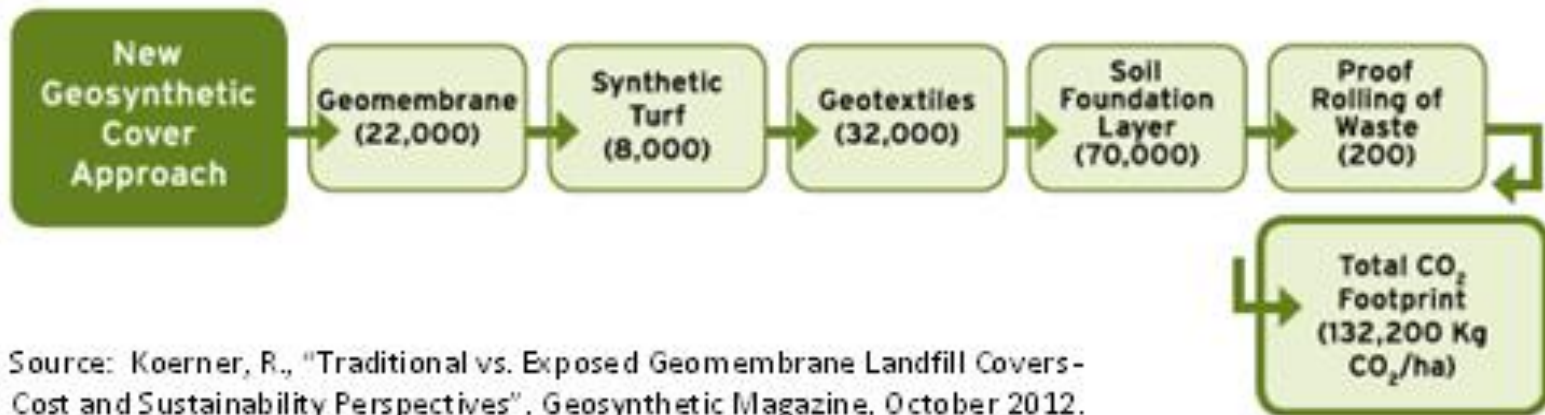 New
Geosynthetic
Cover
Approach
Geomembrane
(22,000)
Synthetic
Turf
(8,000)
Geotextiles
(32,000)
Soil
Foundation
Layer
(70,000)
Proof
Rolling of
Waste
(200)
Total CO₂
Footprint
(132,200 Kg
CO₂/ha)
Source: Koerner, R., "Traditional vs. Exposed Geomembrane Landfill Covers-
Cost and Sustainability Perspectives", Geosynthetic Magazine, October 2012.